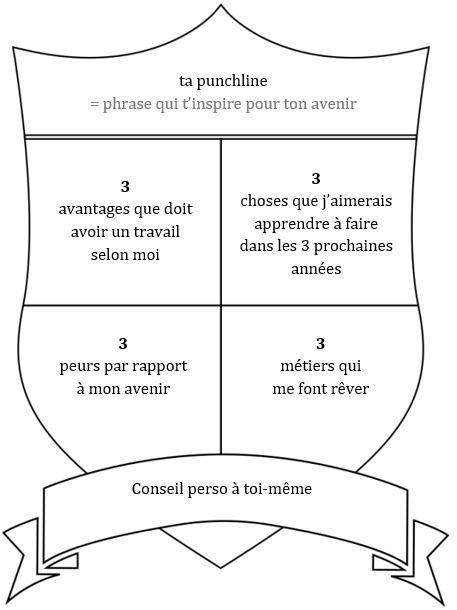 ta punchline
= phrase qui t’inspire pour ton avenir
3
avantages que doit
avoir un travail
selon moi
3
choses que j’aimerais
apprendre à faire
dans les 3 prochaines
années
3
peurs par rapport
à mon avenir
3
métiers qui
me font rêver
Conseil perso à toi-même